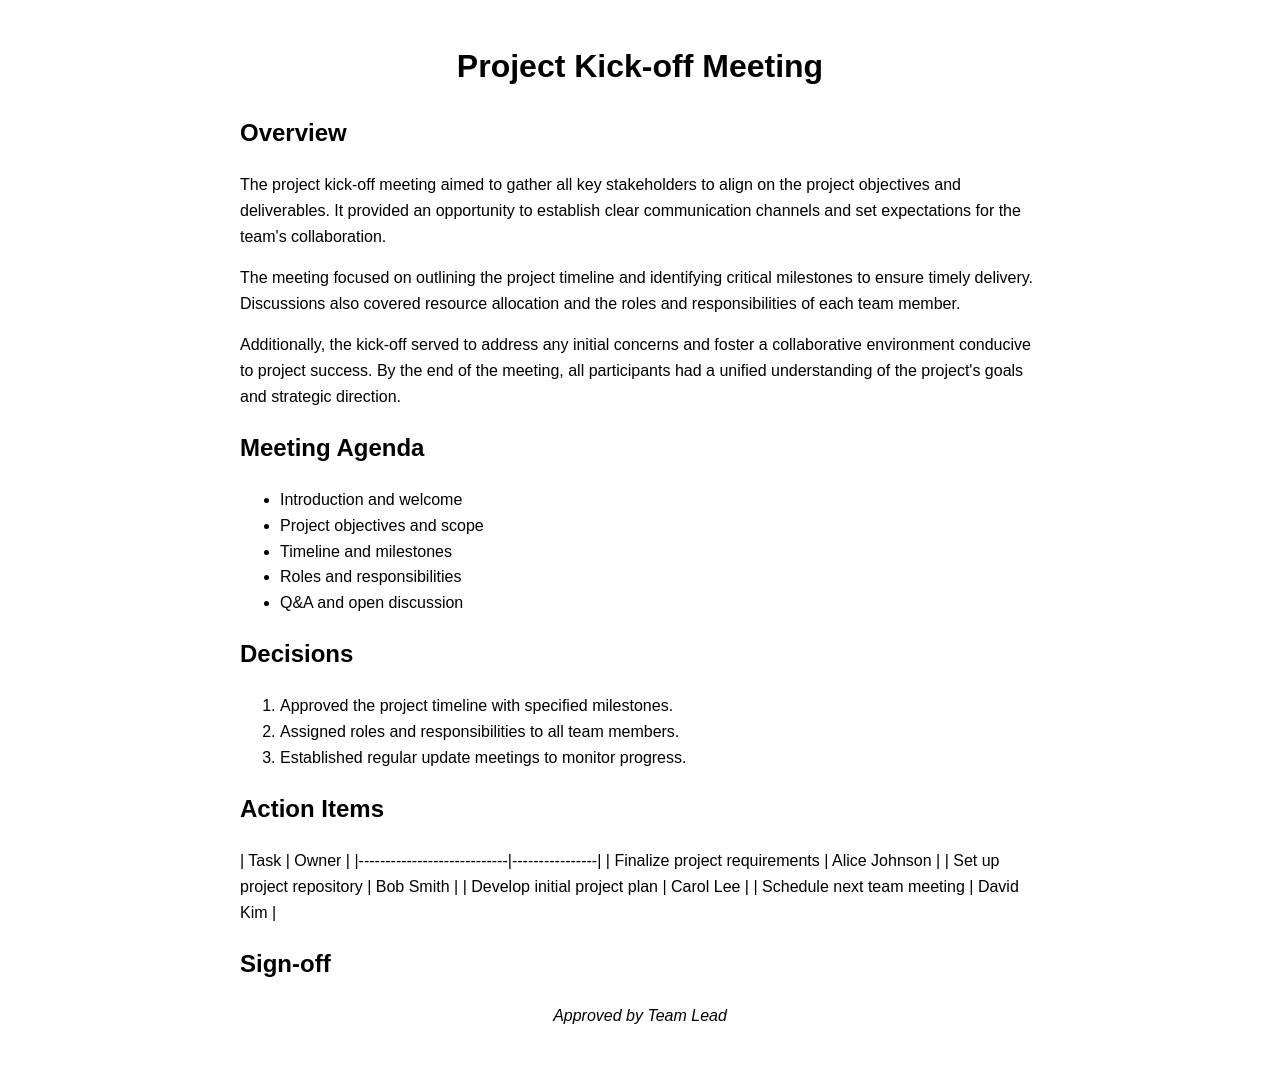 Project Kick-off Meeting
Overview
The project kick-off meeting aimed to gather all key stakeholders to align on the project objectives and
deliverables. It provided an opportunity to establish clear communication channels and set expectations for the
team's collaboration.
The meeting focused on outlining the project timeline and identifying critical milestones to ensure timely delivery.
Discussions also covered resource allocation and the roles and responsibilities of each team member.
Additionally, the kick-off served to address any initial concerns and foster a collaborative environment conducive
to project success. By the end of the meeting, all participants had a unified understanding of the project's goals
and strategic direction.
Meeting Agenda
• Introduction and welcome
• Project objectives and scope
• Timeline and milestones
• Roles and responsibilities
• Q&A and open discussion
Decisions
1. Approved the project timeline with specified milestones.
2. Assigned roles and responsibilities to all team members.
3. Established regular update meetings to monitor progress.
Action Items
| Task | Owner | |----------------------------|----------------| | Finalize project requirements | Alice Johnson | | Set up
project repository | Bob Smith | | Develop initial project plan | Carol Lee | | Schedule next team meeting | David
Kim |
Sign-off
Approved by Team Lead